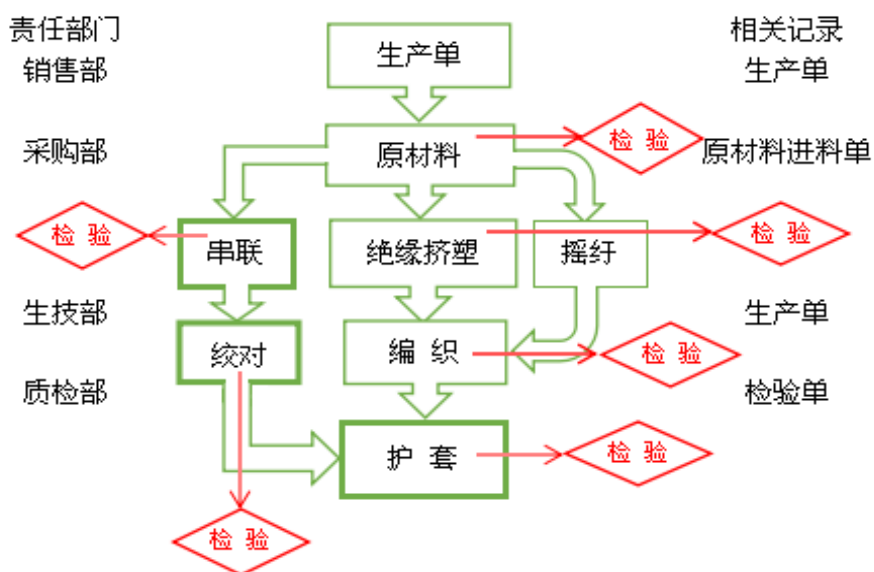 责任部门
相关记录
销售部
生产单
生产单
采购部
原材料
检 验
原材料进料单
检 验
串联
绝缘挤塑
摇纡
检 验
生技部
绞对
编 织
检 验
生产单
质检部
检验单
护 套
检 验
检 验